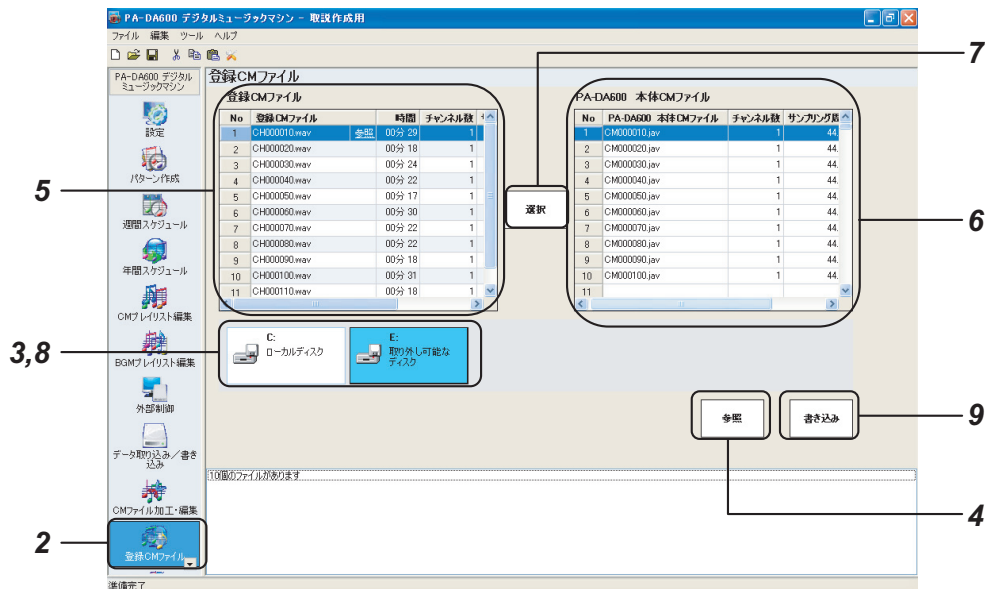 PA-DA600 デジタルミュージックマシン - 取説作成用
ファイル 編集 ツール ヘルプ
PA-DA600 デジタル
ミュージックマシン
設定
パターン作成
週間スケジュール
年間スケジュール
CMプレイリスト編集
BGMプレイリスト編集
外部制御
データ取り込み/書き
込み
CMファイル加工・編集
登録CMファイル
登録CMファイル
登録CMファイル
No 登録CMファイル 時間 チャンネル数
1 CH000010.wav 参照 00分 29 1
2 CH000020.wav 00分 18 1
3 CH000030.wav 00分 24 1
4 CH000040.wav 00分 22 1
5 CH000050.wav 00分 17 1
6 CH000060.wav 00分 30 1
7 CH000070.wav 00分 22 1
8 CH000080.wav 00分 22 1
9 CH000090.wav 00分 18 1
10 CH000100.wav 00分 31 1
11 CH000110.wav 00分 18 1
選択
PA-DA600 本体CMファイル
No PA-DA600 本体CMファイル チャンネル数 サンプリング周
1 CM000010.jav 1 44.
2 CM000020.jav 1 44.
3 CM000030.jav 1 44.
4 CM000040.jav 1 44.
5 CM000050.jav 1 44.
6 CM000060.jav 1 44.
7 CM000070.jav 1 44.
8 CM000080.jav 1 44.
9 CM000090.jav 1 44.
10 CM000100.jav 1 44.
11
C:
ローカルディスク
E:
取り外し可能な
ディスク
参照
書き込み
10個のファイルがあります
準備完了
7
5
6
3,8
9
4
2